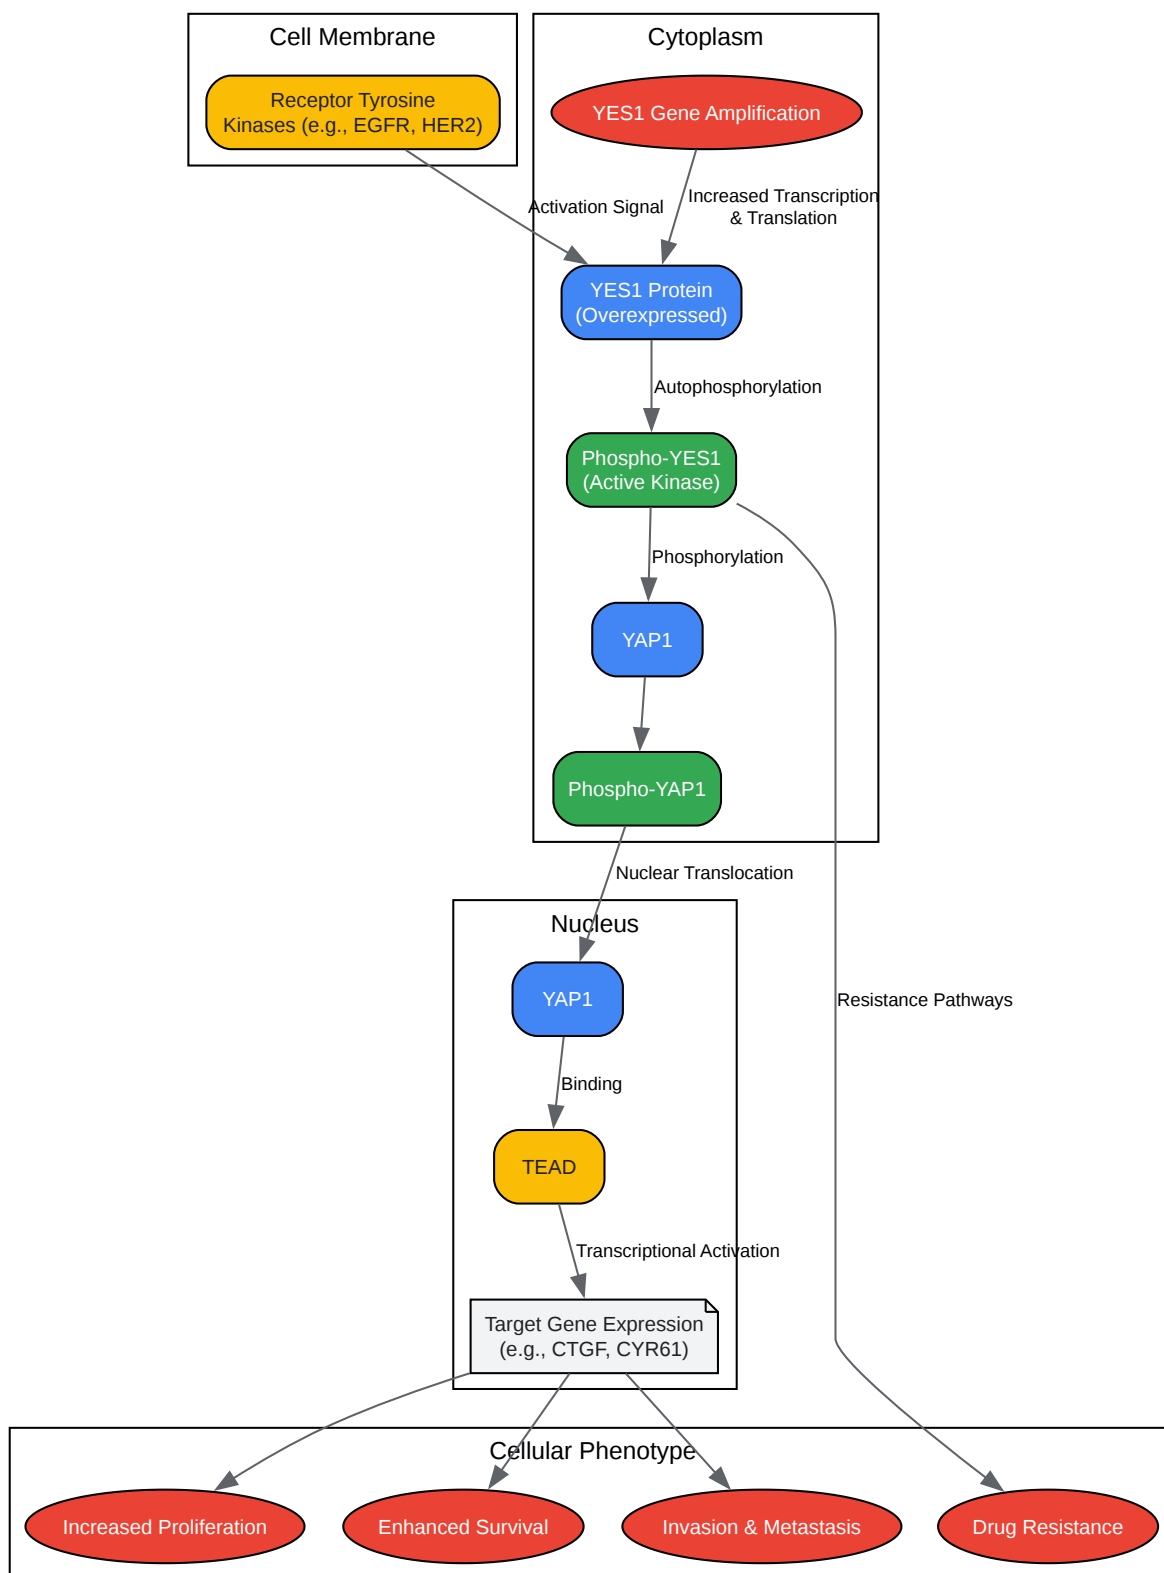 Cell Membrane
Cytoplasm
Receptor Tyrosine
Kinases (e.g., EGFR, HER2)
YES1 Gene Amplification
Activation Signal
Increased Transcription
& Translation
YES1 Protein
(Overexpressed)
Autophosphorylation
Phospho-YES1
(Active Kinase)
Phosphorylation
YAP1
Phospho-YAP1
Nuclear Translocation
Nucleus
YAP1
Resistance Pathways
Binding
TEAD
Transcriptional Activation
Target Gene Expression
(e.g., CTGF, CYR61)
Cellular Phenotype
Increased Proliferation
Enhanced Survival
Invasion & Metastasis
Drug Resistance